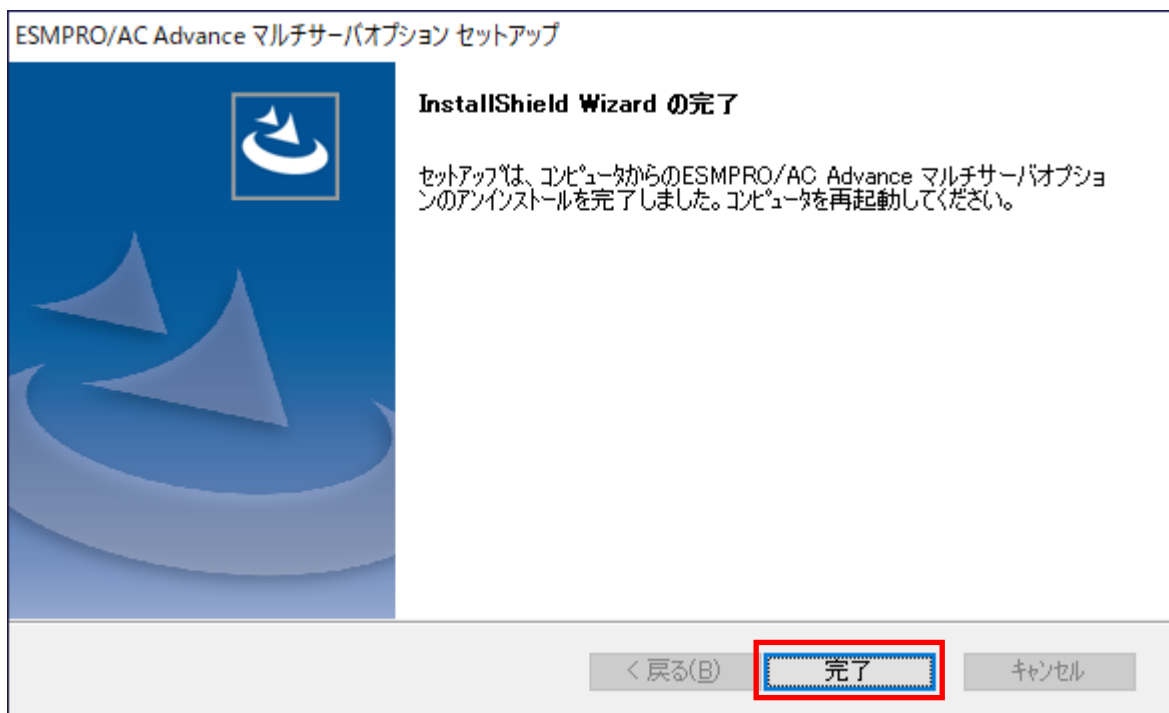 ESMPRO/AC Advance マルチサーバオプション セットアップ
InstallShield Wizard の完了
セットアップは、コンピュータからのESMPRO/AC Advance マルチサーバオプショ
ンのアンインストールを完了しました。コンピュータを再起動してください。
< 戻る(B)
完了
キャンセル